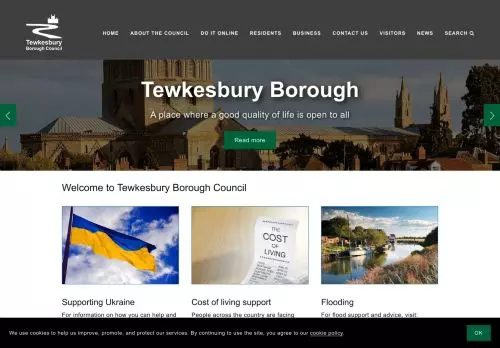 Tewkesbury
Borough Council
HOME ABOUT THE COUNCIL DO IT ONLINE RESIDENTS BUSINESS CONTACT US VISITORS NEWS SEARCH
Tewkesbury Borough
A place where a good quality of life is open to all
Read more
Welcome to Tewkesbury Borough Council
THE
COST
OF
LIVING
Supporting Ukraine
Cost of living support
Flooding
For information on how you can help and
People across the country are facing
For flood support and advice, visit:
We use cookies to help us improve, promote, and protect our services. By continuing to use the site, you agree to our cookie policy.
OK